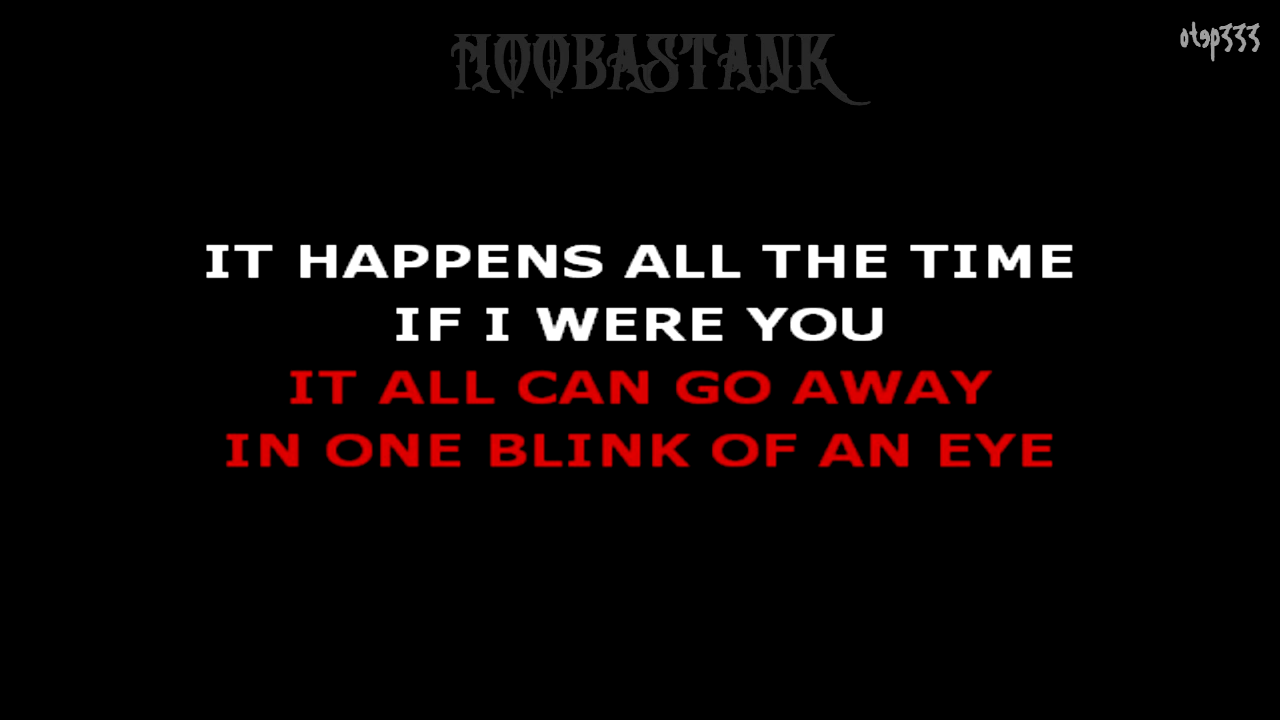 HOOBASTANK
otep333
IT HAPPENS ALL THE TIME
IF I WERE YOU
IT ALL CAN GO AWAY
IN ONE BLINK OF AN EYE